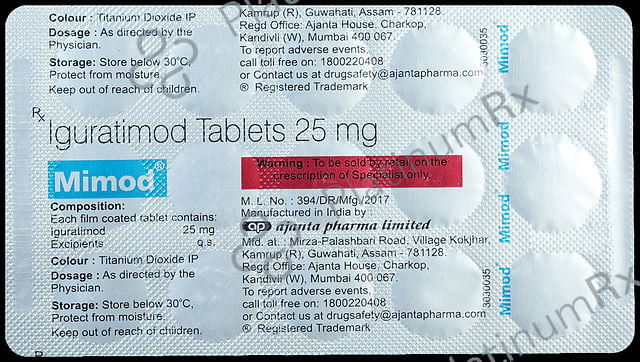 Colour : Titanium Dioxide IP
Dosage : As directed by the
Physician.
Storage: Store below 30°C,
Protect from moisture.
Keep out of reach of children.
Kamrup (R), Guwahati, Assam - 781128.
Regd Office: Ajanta House, Charkop,
Kandivli (W), Mumbai 400 067.
To report adverse events,
call toll free on: 1800220408
or Contact us at drugsafety@ajantapharma.com
® Registered Trademark
3030035
Mimod
Rx
Iguratimod Tablets 25 mg
Mimod®
Warning : To be sold by retail on the
prescription of Specialist only.
Composition:
Each film coated tablet contains:
Iguratimod 25 mg
Excipients q.s.
Colour : Titanium Dioxide IP
Dosage : As directed by the
Physician.
Storage: Store below 30°C,
Protect from moisture.
Keep out of reach of children.
M. L. No. : 394/DR/Mfg./2017
Manufactured in India by :
ap ajanta pharma limited
Mfd. at : Mirza-Palashbari Road, Village Kokjhar,
Kamrup (R), Guwahati, Assam - 781128.
Regd Office: Ajanta House, Charkop,
Kandivli (W), Mumbai 400 067.
To report adverse events,
call toll free on: 1800220408
or Contact us at drugsafety@ajantapharma.com
® Registered Trademark
3030035
Mimod
Mimod
Mimod
PlatinumRx
PlatinumRx